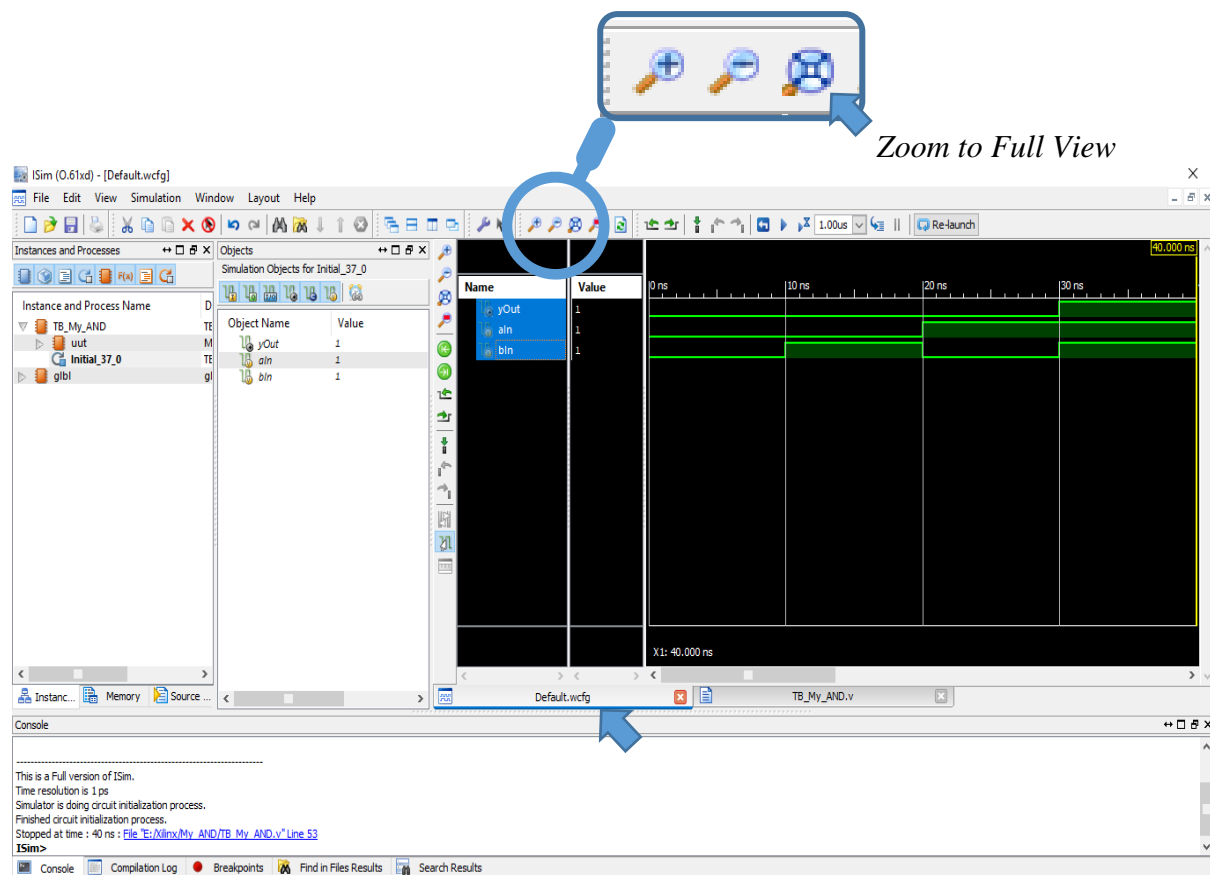 Zoom to Full View
ISim (O.61xd) - [Default.wcfg]
File Edit View Simulation Window Layout Help
1.00us Re-launch
Instances and Processes
Objects
Simulation Objects for Initial_37_0
Instance and Process Name D
TB_My_AND TE
uut M
Initial_37_0 TE
glbl gl
Object Name Value
yOut 1
aIn 1
bIn 1
Name Value
yOut 1
aIn 1
bIn 1
40.000 ns
0 ns 10 ns 20 ns 30 ns
X1: 40.000 ns
Instanc... Memory Source ...
Default.wcfg TB_My_AND.v
Console
This is a Full version of ISim.
Time resolution is 1 ps
Simulator is doing circuit initialization process.
Finished circuit initialization process.
Stopped at time : 40 ns : File "E:/Xilinx/My_AND/TB_My_AND.v" Line 53
ISim>
Console Compilation Log Breakpoints Find in Files Results Search Results